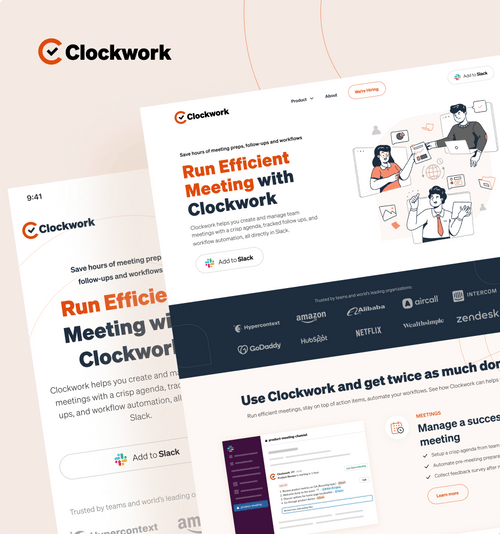 Clockwork
Clockwork
Product
About
We're Hiring
Add to Slack
Save hours of meeting preps, follow-ups and workflows
Run Efficient
Meeting with
Clockwork
Clockwork helps you create and manage team
meetings with a crisp agenda, tracked follow ups, and
workflow automation, all directly in Slack.
Add to Slack
Trusted by teams and world's leading organizations
Hypercontext
amazon
Alibaba
aircall
INTERCOM
GoDaddy
HubSpot
NETFLIX
Wealthsimple
zendesk
Use Clockwork and get twice as much don
Run efficient meetings, stay on top of action items, automate your workflows. See how Clockwork can helps
product-meeting-channel
Clockwork
MEETINGS
Manage a succes
meeting
Setup a crisp agenda from team
Automate pre-meeting prepara
Collect feedback survey after m
Learn more
9:41
Clockwork
Save hours of meeting prep
follow-ups and workflows
Run Efficie
Meeting wi
Clockwork
Clockwork helps you create and ma
meetings with a crisp agenda, trac
ups, and workflow automation, all
Slack.
Add to Slack
Trusted by teams and world's leading o
Hypercontext
am